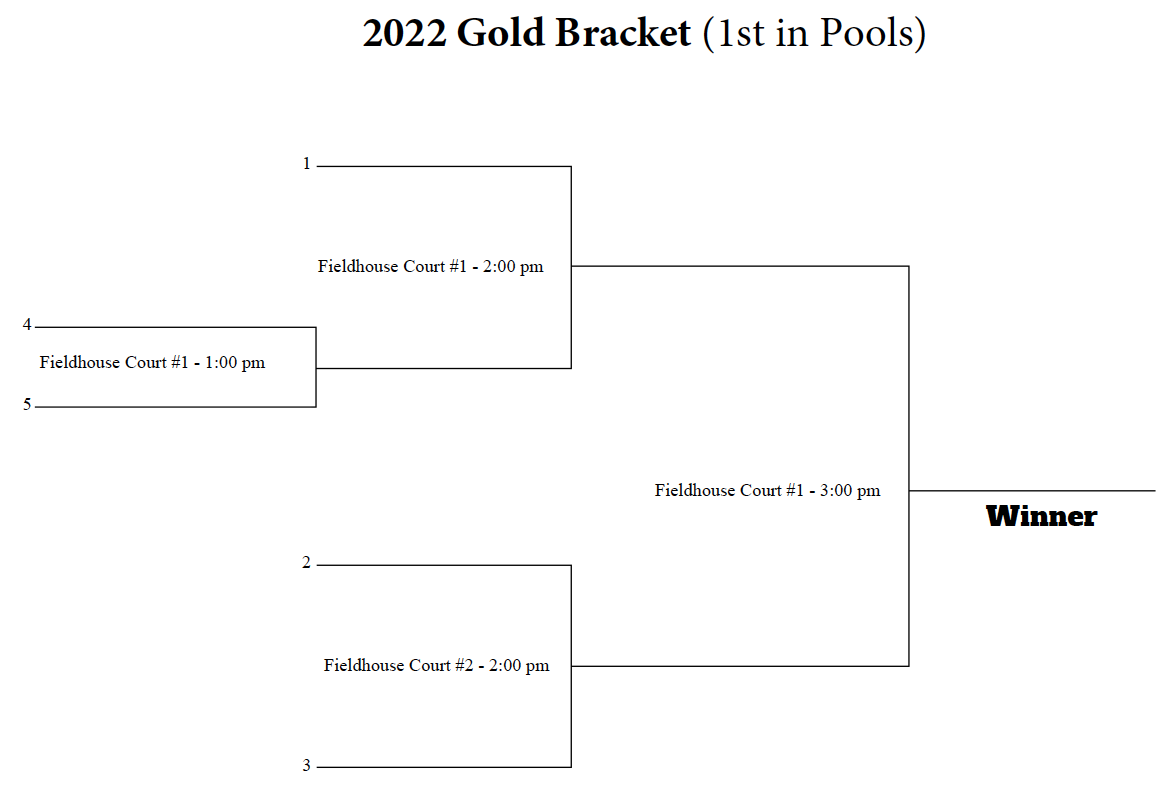 2022 Gold Bracket (1st in Pools)
1
Fieldhouse Court #1 - 2:00 pm
4
Fieldhouse Court #1 - 1:00 pm
5
Fieldhouse Court #1 - 3:00 pm
Winner
2
Fieldhouse Court #2 - 2:00 pm
3